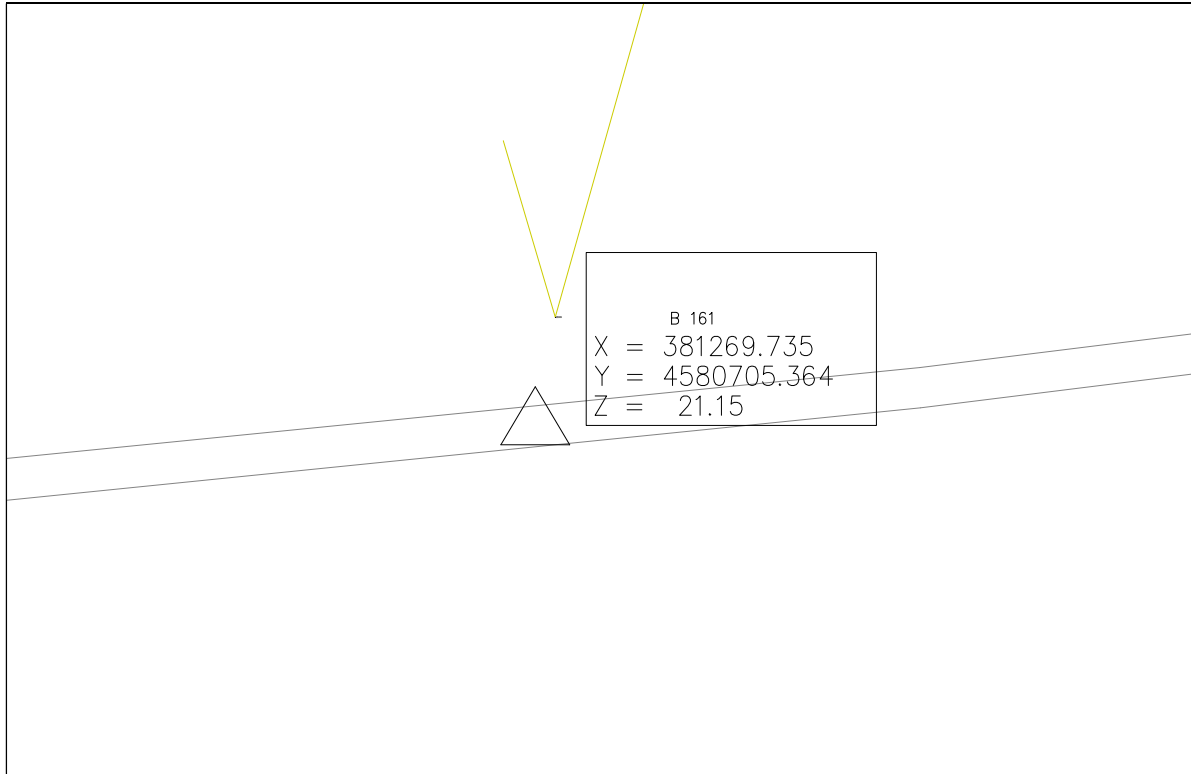 B 161
X = 381269.735
Y = 4580705.364
Z = 21.15